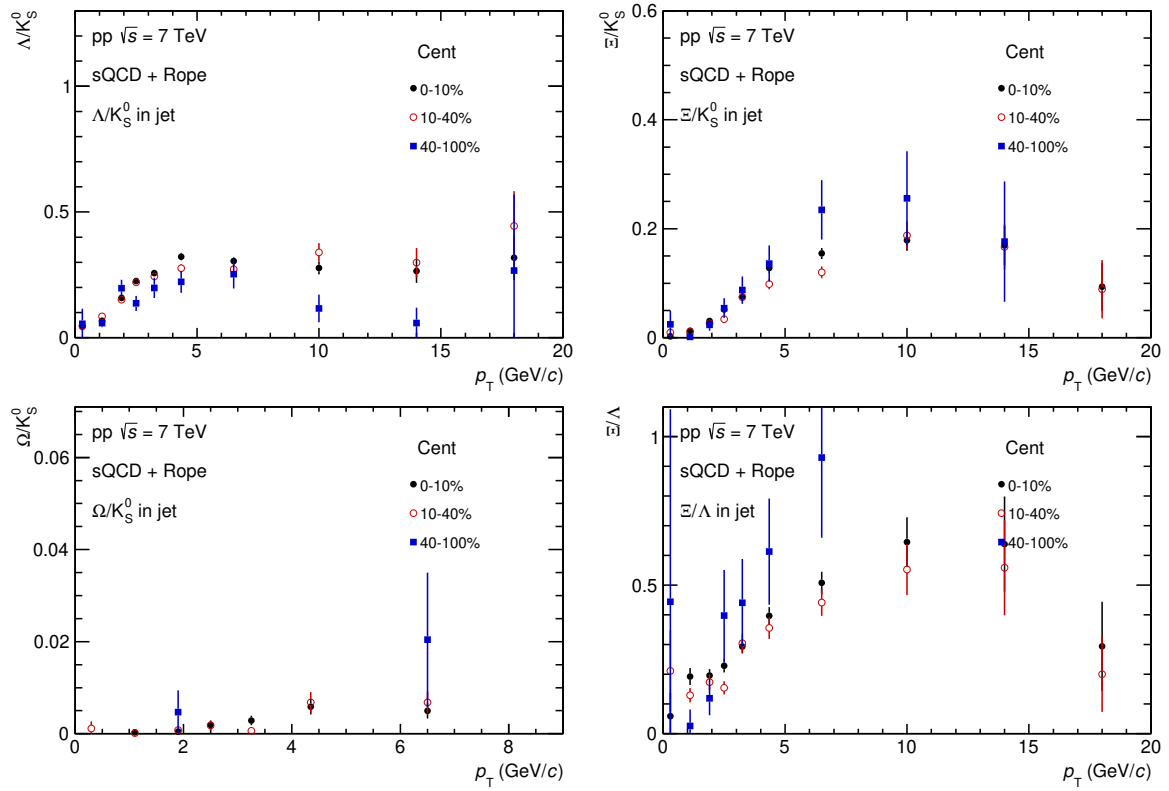 Λ/K⁰S
pp √s = 7 TeV
sQCD + Rope
Λ/K⁰S in jet
Cent
0-10%
10-40%
40-100%
1
0.5
0
0 5 10 15 20
pT (GeV/c)
Ξ/K⁰S
pp √s = 7 TeV
sQCD + Rope
Ξ/K⁰S in jet
Cent
0-10%
10-40%
40-100%
0.6
0.4
0.2
0
0 5 10 15 20
pT (GeV/c)
Ω/K⁰S
pp √s = 7 TeV
sQCD + Rope
Ω/K⁰S in jet
Cent
0-10%
10-40%
40-100%
0.06
0.04
0.02
0
0 2 4 6 8
pT (GeV/c)
Ξ/Λ
pp √s = 7 TeV
sQCD + Rope
Ξ/Λ in jet
Cent
0-10%
10-40%
40-100%
1
0.5
0
0 5 10 15 20
pT (GeV/c)